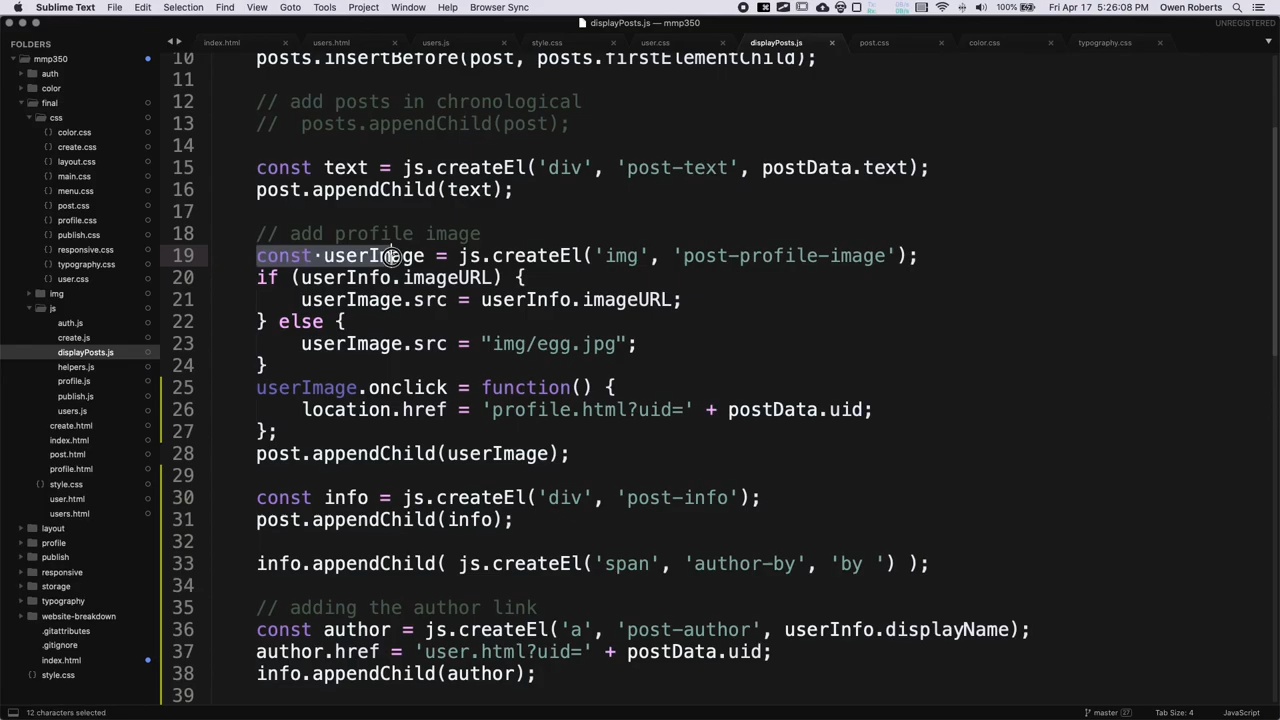 Sublime Text File Edit Selection Find View Goto Tools Project Window Help Browser Sync 100% Fri Apr 17 5:26:08 PM Owen Roberts
displayPosts.js — mmp350 UNREGISTERED
FOLDERS
mmp350
auth
color
final
css
color.css
create.css
layout.css
main.css
menu.css
post.css
profile.css
publish.css
responsive.css
typography.css
user.css
img
js
auth.js
create.js
displayPosts.js
helpers.js
profile.js
publish.js
users.js
create.html
index.html
post.html
profile.html
style.css
user.html
users.html
layout
profile
publish
responsive
storage
typography
website-breakdown
.gitattributes
.gitignore
index.html
style.css
index.html users.html users.js style.css user.css displayPosts.js post.css color.css typography.css
10 posts.insertBefore(post, posts.firstElementChild);
11
12 // add posts in chronological
13 //  posts.appendChild(post);
14
15 const text = js.createEl('div', 'post-text', postData.text);
16 post.appendChild(text);
17
18 // add profile image
19 const·userImage = js.createEl('img', 'post-profile-image');
20 if (userInfo.imageURL) {
21 userImage.src = userInfo.imageURL;
22 } else {
23 userImage.src = "img/egg.jpg";
24 }
25 userImage.onclick = function() {
26 location.href = 'profile.html?uid=' + postData.uid;
27 };
28 post.appendChild(userImage);
29
30 const info = js.createEl('div', 'post-info');
31 post.appendChild(info);
32
33 info.appendChild( js.createEl('span', 'author-by', 'by ') );
34
35 // adding the author link
36 const author = js.createEl('a', 'post-author', userInfo.displayName);
37 author.href = 'user.html?uid=' + postData.uid;
38 info.appendChild(author);
39
12 characters selected master 27 Tab Size: 4 JavaScript